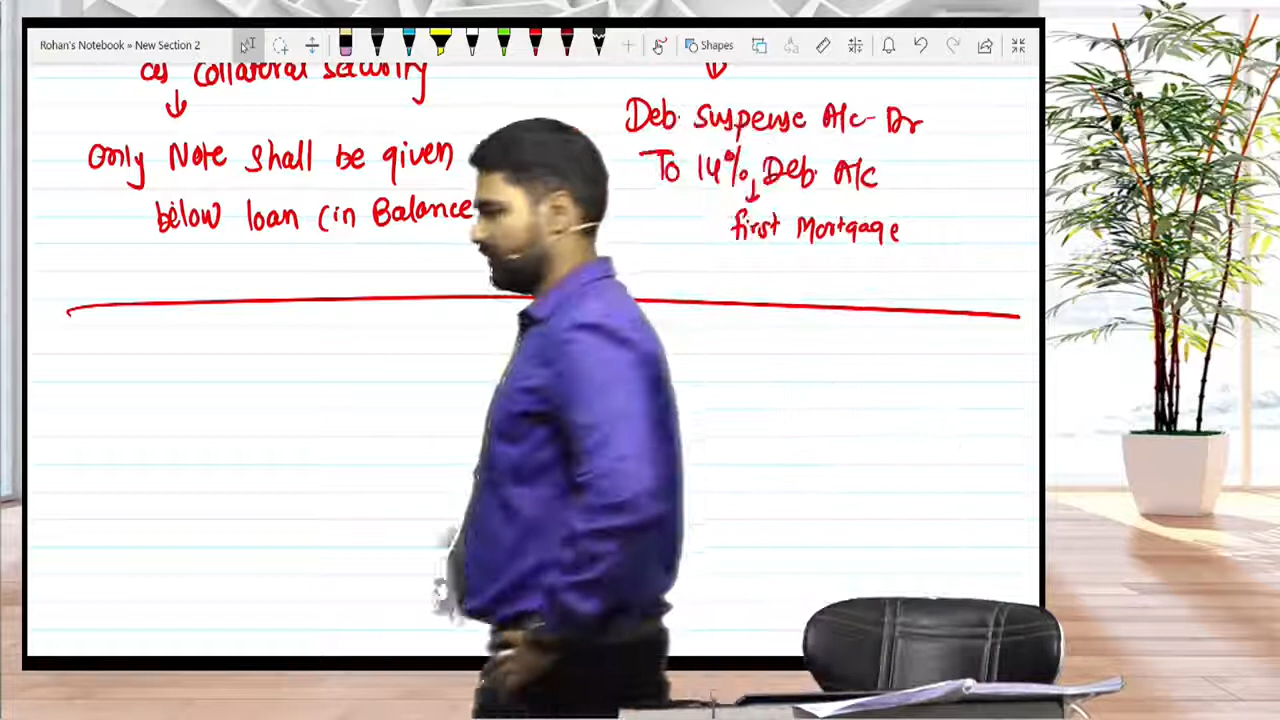 Rohan's Notebook » New Section 2
Shapes
as Collateral Security
Only Note shall be given
below loan (in Balance
Deb. Suspense A/c - Dr
To 14% Deb. A/c
first Mortgage